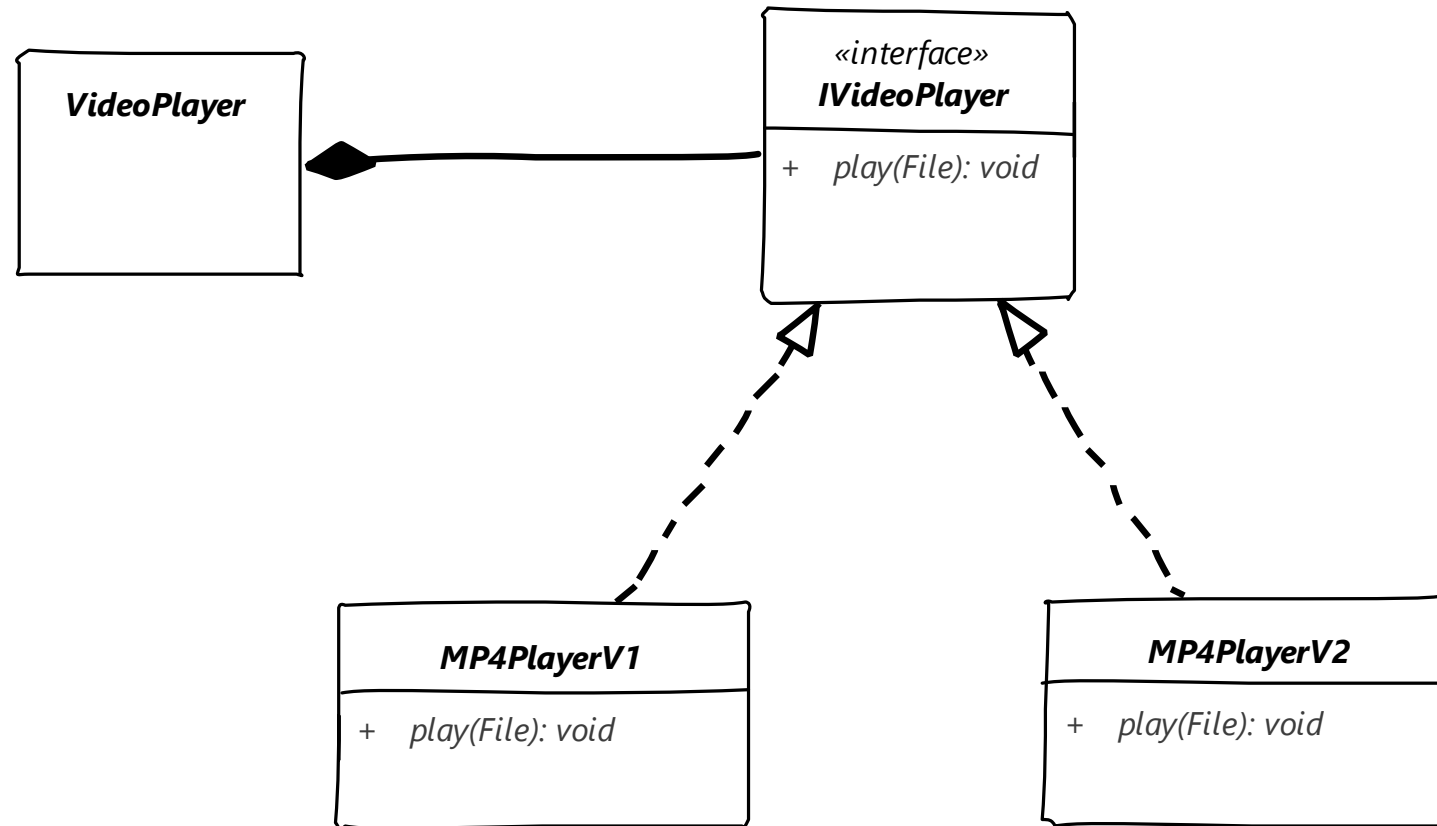 VideoPlayer
«interface»
IVideoPlayer
+ play(File): void
MP4PlayerV1
+ play(File): void
MP4PlayerV2
+ play(File): void